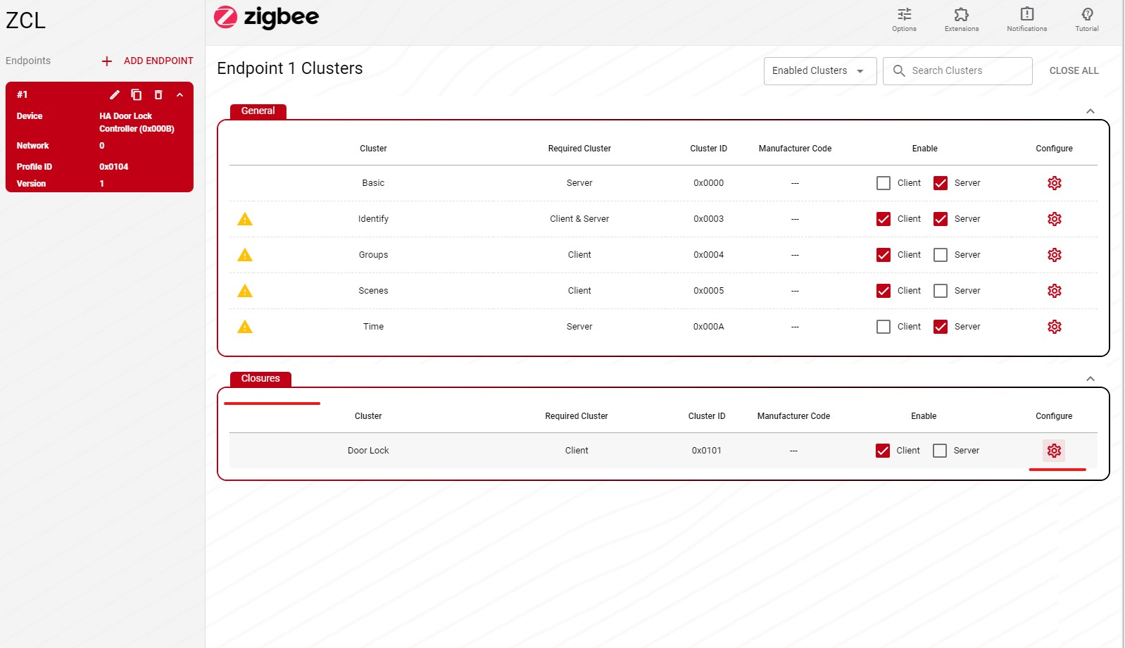 ZCL
zigbee
Options
Extensions
Notifications
Tutorial
Endpoints
ADD ENDPOINT
#1
Device HA Door Lock
Controller (0x000B)
Network 0
Profile ID 0x0104
Version 1
Endpoint 1 Clusters
Enabled Clusters
Search Clusters
CLOSE ALL
General
Cluster Required Cluster Cluster ID Manufacturer Code Enable Configure
Basic Server 0x0000 --- Client Server
Identify Client & Server 0x0003 --- Client Server
Groups Client 0x0004 --- Client Server
Scenes Client 0x0005 --- Client Server
Time Server 0x000A --- Client Server
Closures
Cluster Required Cluster Cluster ID Manufacturer Code Enable Configure
Door Lock Client 0x0101 --- Client Server